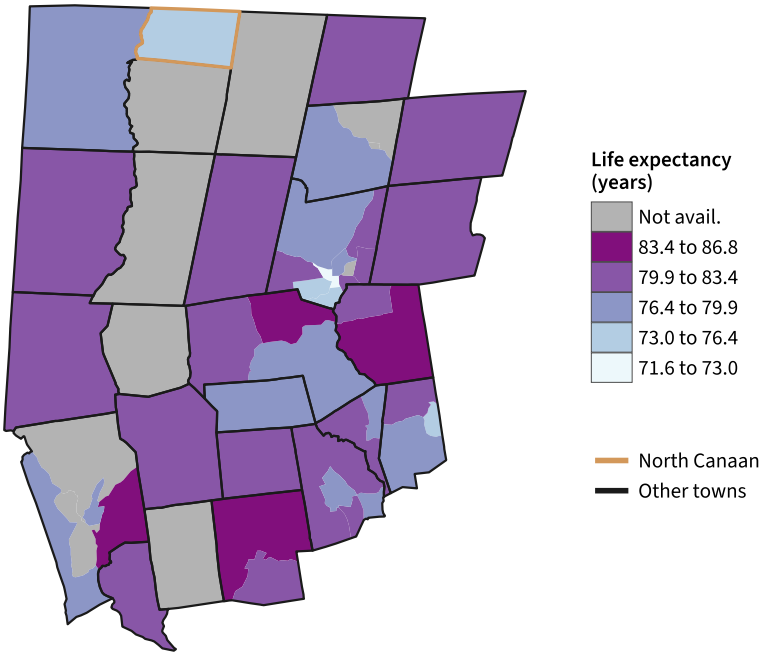 Life expectancy
(years)
Not avail.
83.4 to 86.8
79.9 to 83.4
76.4 to 79.9
73.0 to 76.4
71.6 to 73.0
North Canaan
Other towns